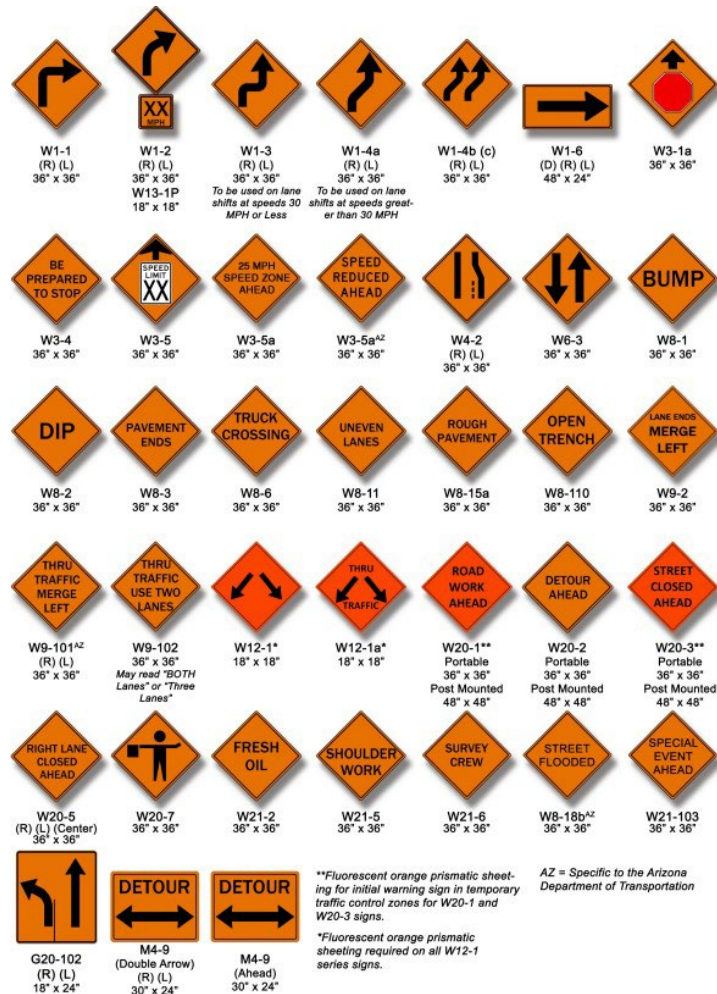 XX
MPH
W1-1
(R) (L)
36" x 36"
W1-2
(R) (L)
36" x 36"
W13-1P
18" x 18"
W1-3
(R) (L)
36" x 36"
To be used on lane
shifts at speeds 30
MPH or Less
W1-4a
(R) (L)
36" x 36"
To be used on lane
shifts at speeds great-
er than 30 MPH
W1-4b (c)
(R) (L)
36" x 36"
W1-6
(D) (R) (L)
48" x 24"
W3-1a
36" x 36"
BE
PREPARED
TO STOP
W3-4
36" x 36"
SPEED
LIMIT
XX
W3-5
36" x 36"
25 MPH
SPEED ZONE
AHEAD
W3-5a
36" x 36"
SPEED
REDUCED
AHEAD
W3-5aAZ
36" x 36"
W4-2
(R) (L)
36" x 36"
W6-3
36" x 36"
BUMP
W8-1
36" x 36"
DIP
W8-2
36" x 36"
PAVEMENT
ENDS
W8-3
36" x 36"
TRUCK
CROSSING
W8-6
36" x 36"
UNEVEN
LANES
W8-11
36" x 36"
ROUGH
PAVEMENT
W8-15a
36" x 36"
OPEN
TRENCH
W8-110
36" x 36"
LANE ENDS
MERGE
LEFT
W9-2
36" x 36"
THRU
TRAFFIC
MERGE
LEFT
W9-101AZ
(R) (L)
36" x 36"
THRU
TRAFFIC
USE TWO
LANES
W9-102
36" x 36"
May read "BOTH
Lanes" or "Three
Lanes"
W12-1*
18" x 18"
THRU
TRAFFIC
W12-1a*
18" x 18"
ROAD
WORK
AHEAD
W20-1**
Portable
36" x 36"
Post Mounted
48" x 48"
DETOUR
AHEAD
W20-2
Portable
36" x 36"
Post Mounted
48" x 48"
STREET
CLOSED
AHEAD
W20-3**
Portable
36" x 36"
Post Mounted
48" x 48"
RIGHT LANE
CLOSED
AHEAD
W20-5
(R) (L) (Center)
36" x 36"
W20-7
36" x 36"
FRESH
OIL
W21-2
36" x 36"
SHOULDER
WORK
W21-5
36" x 36"
SURVEY
CREW
W21-6
36" x 36"
STREET
FLOODED
W8-18bAZ
36" x 36"
SPECIAL
EVENT
AHEAD
W21-103
36" x 36"
G20-102
(R) (L)
18" x 24"
DETOUR
M4-9
(Double Arrow)
(R) (L)
30" x 24"
DETOUR
M4-9
(Ahead)
30" x 24"
**Fluorescent orange prismatic sheet-
ing for initial warning sign in temporary
traffic control zones for W20-1 and
W20-3 signs.
*Fluorescent orange prismatic
sheeting required on all W12-1
series signs.
AZ = Specific to the Arizona
Department of Transportation